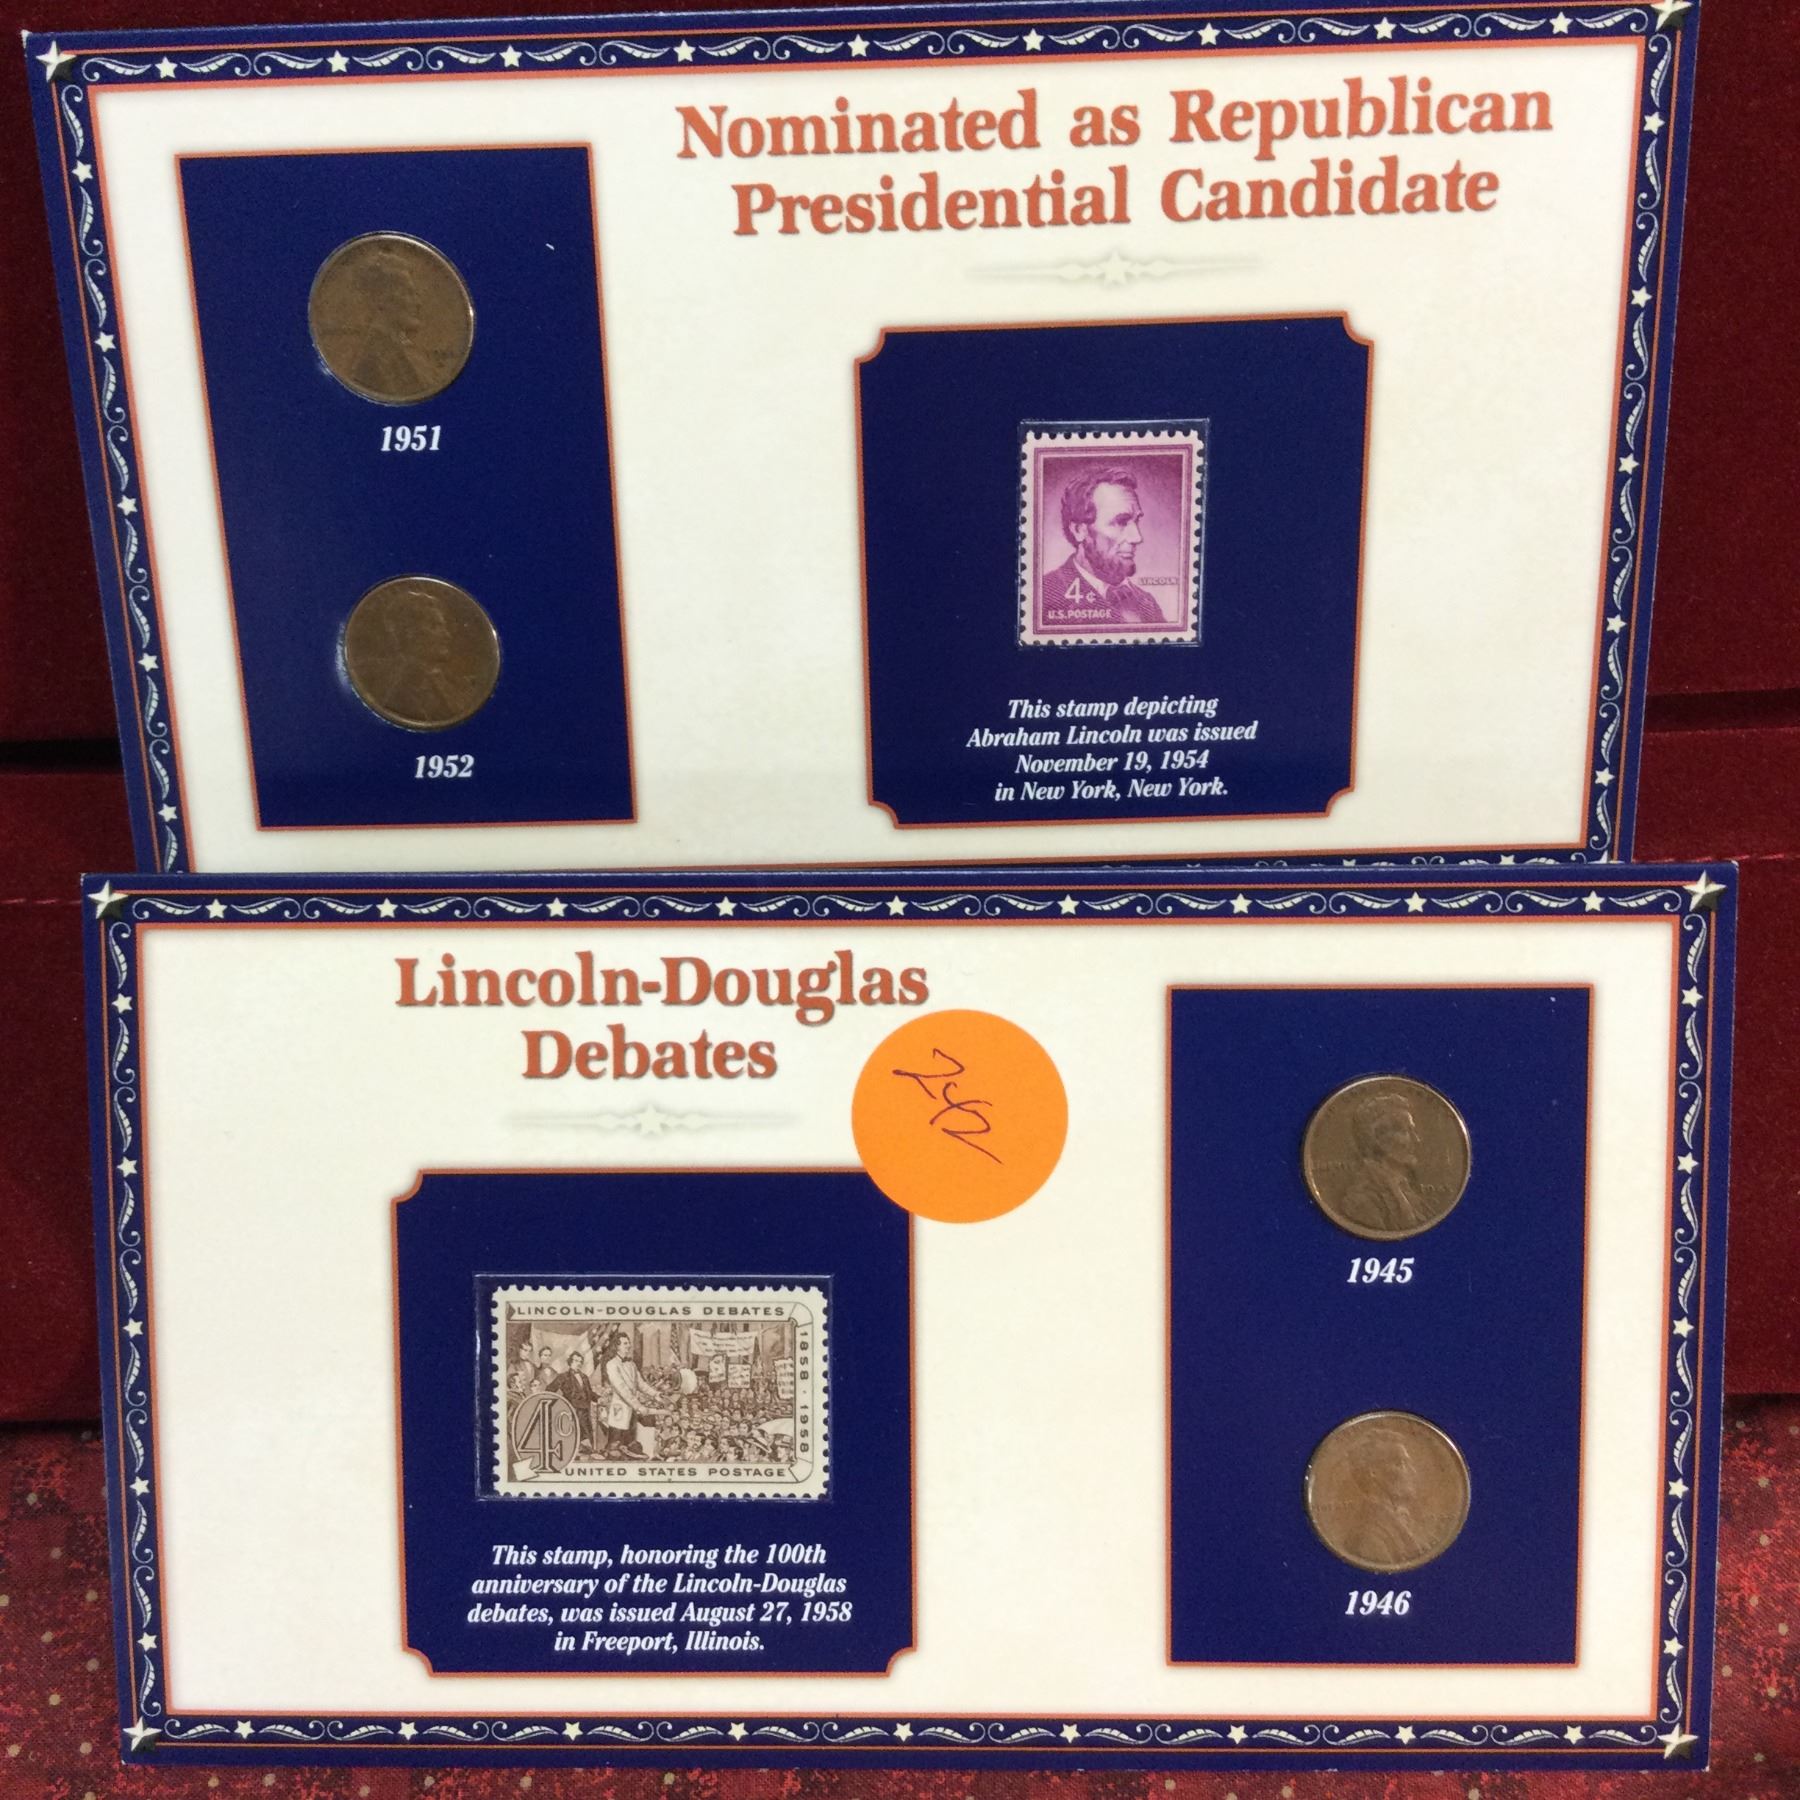 Nominated as Republican
Presidential Candidate
1951
1952
LINCOLN
4¢
U.S. POSTAGE
This stamp depicting
Abraham Lincoln was issued
November 19, 1954
in New York, New York.
Lincoln-Douglas
Debates
242
LINCOLN-DOUGLAS DEBATES
1858 · 1958
4c
UNITED STATES POSTAGE
This stamp, honoring the 100th
anniversary of the Lincoln-Douglas
debates, was issued August 27, 1958
in Freeport, Illinois.
1945
1946